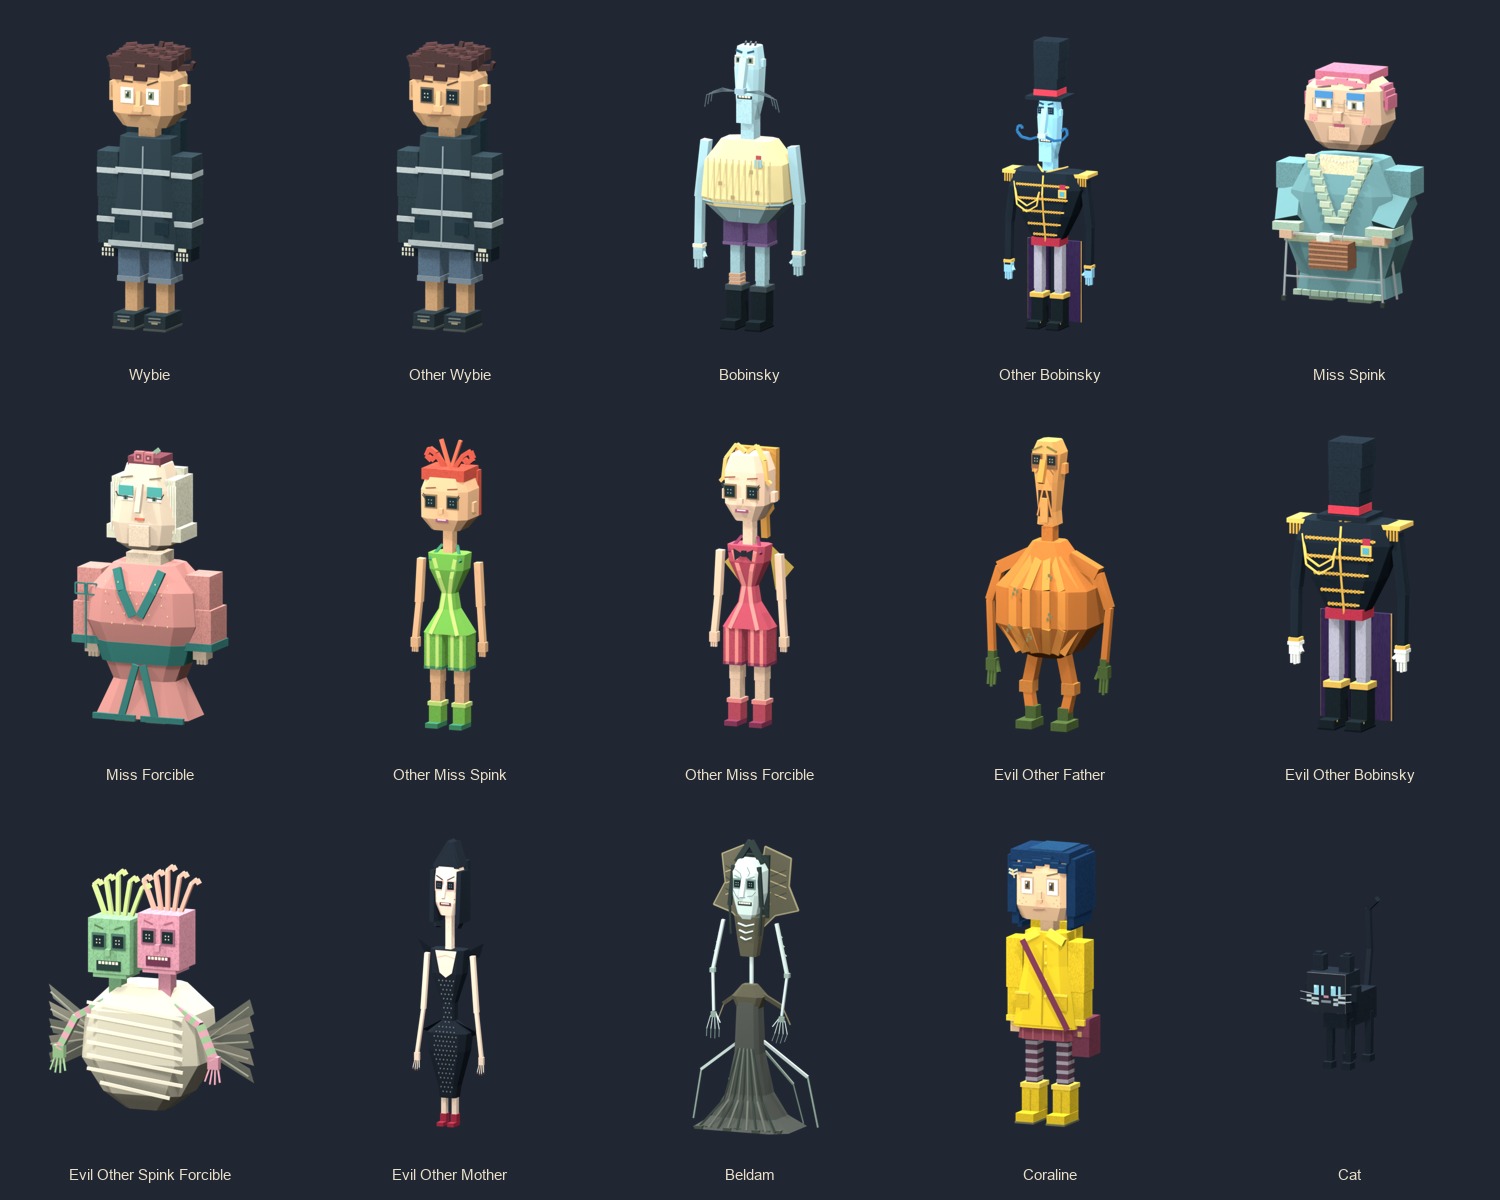 Wybie
Other Wybie
Bobinsky
Other Bobinsky
Miss Spink
Miss Forcible
Other Miss Spink
Other Miss Forcible
Evil Other Father
Evil Other Bobinsky
Evil Other Spink Forcible
Evil Other Mother
Beldam
Coraline
Cat